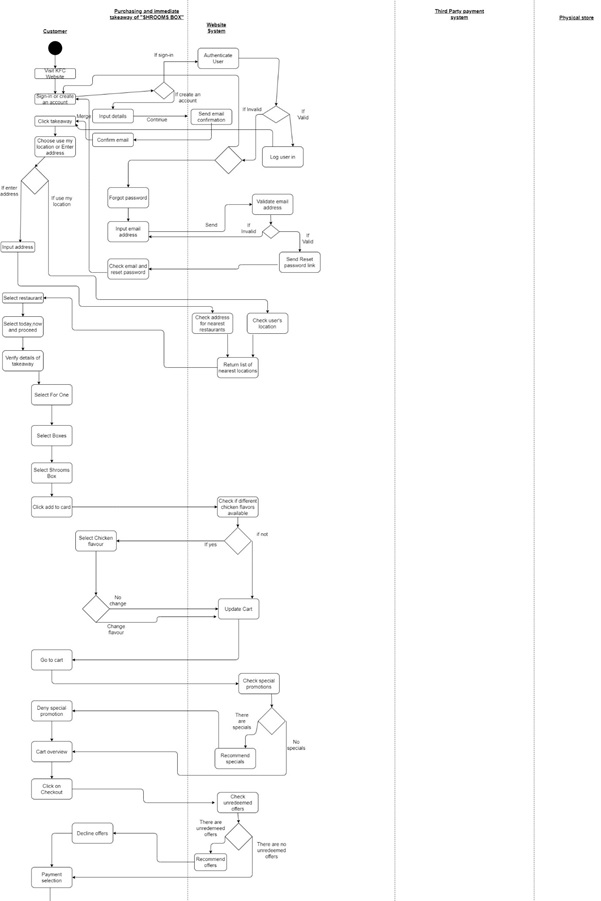 Purchasing and immediate
takeaway of "SHROOMS BOX"
Customer
Website
System
Third Party payment
system
Physical store
Visit KFC
Website
Sign-in or create
an account
If sign-in
Authenticate
User
If create an
account
Input details
Continue
Send email
confirmation
If Invalid
If
Valid
Merge
Click takeaway
Confirm email
Log user in
Choose use my
location or Enter
address
If enter
address
If use my
location
Forgot password
Validate email
address
Input email
address
Send
If
Invalid
If
Valid
Input address
Check email and
reset password
Send Reset
password link
Select restaurant
Select today,now
and proceed
Check address
for nearest
restaurants
Check user's
location
Verify details of
takeaway
Return list of
nearest locations
Select For One
Select Boxes
Select Shrooms
Box
Click add to card
Check if different
chicken flavors
available
Select Chicken
flavour
If yes
if not
No
change
Update Cart
Change
flavour
Go to cart
Check special
promotions
Deny special
promotion
There
are
specials
No
specials
Cart overview
Recommend
specials
Click on
Checkout
Check
unredeemed
offers
There are
unredemeed
offers
Decline offers
There are no
unredeemed
offers
Recommend
offers
Payment
selection